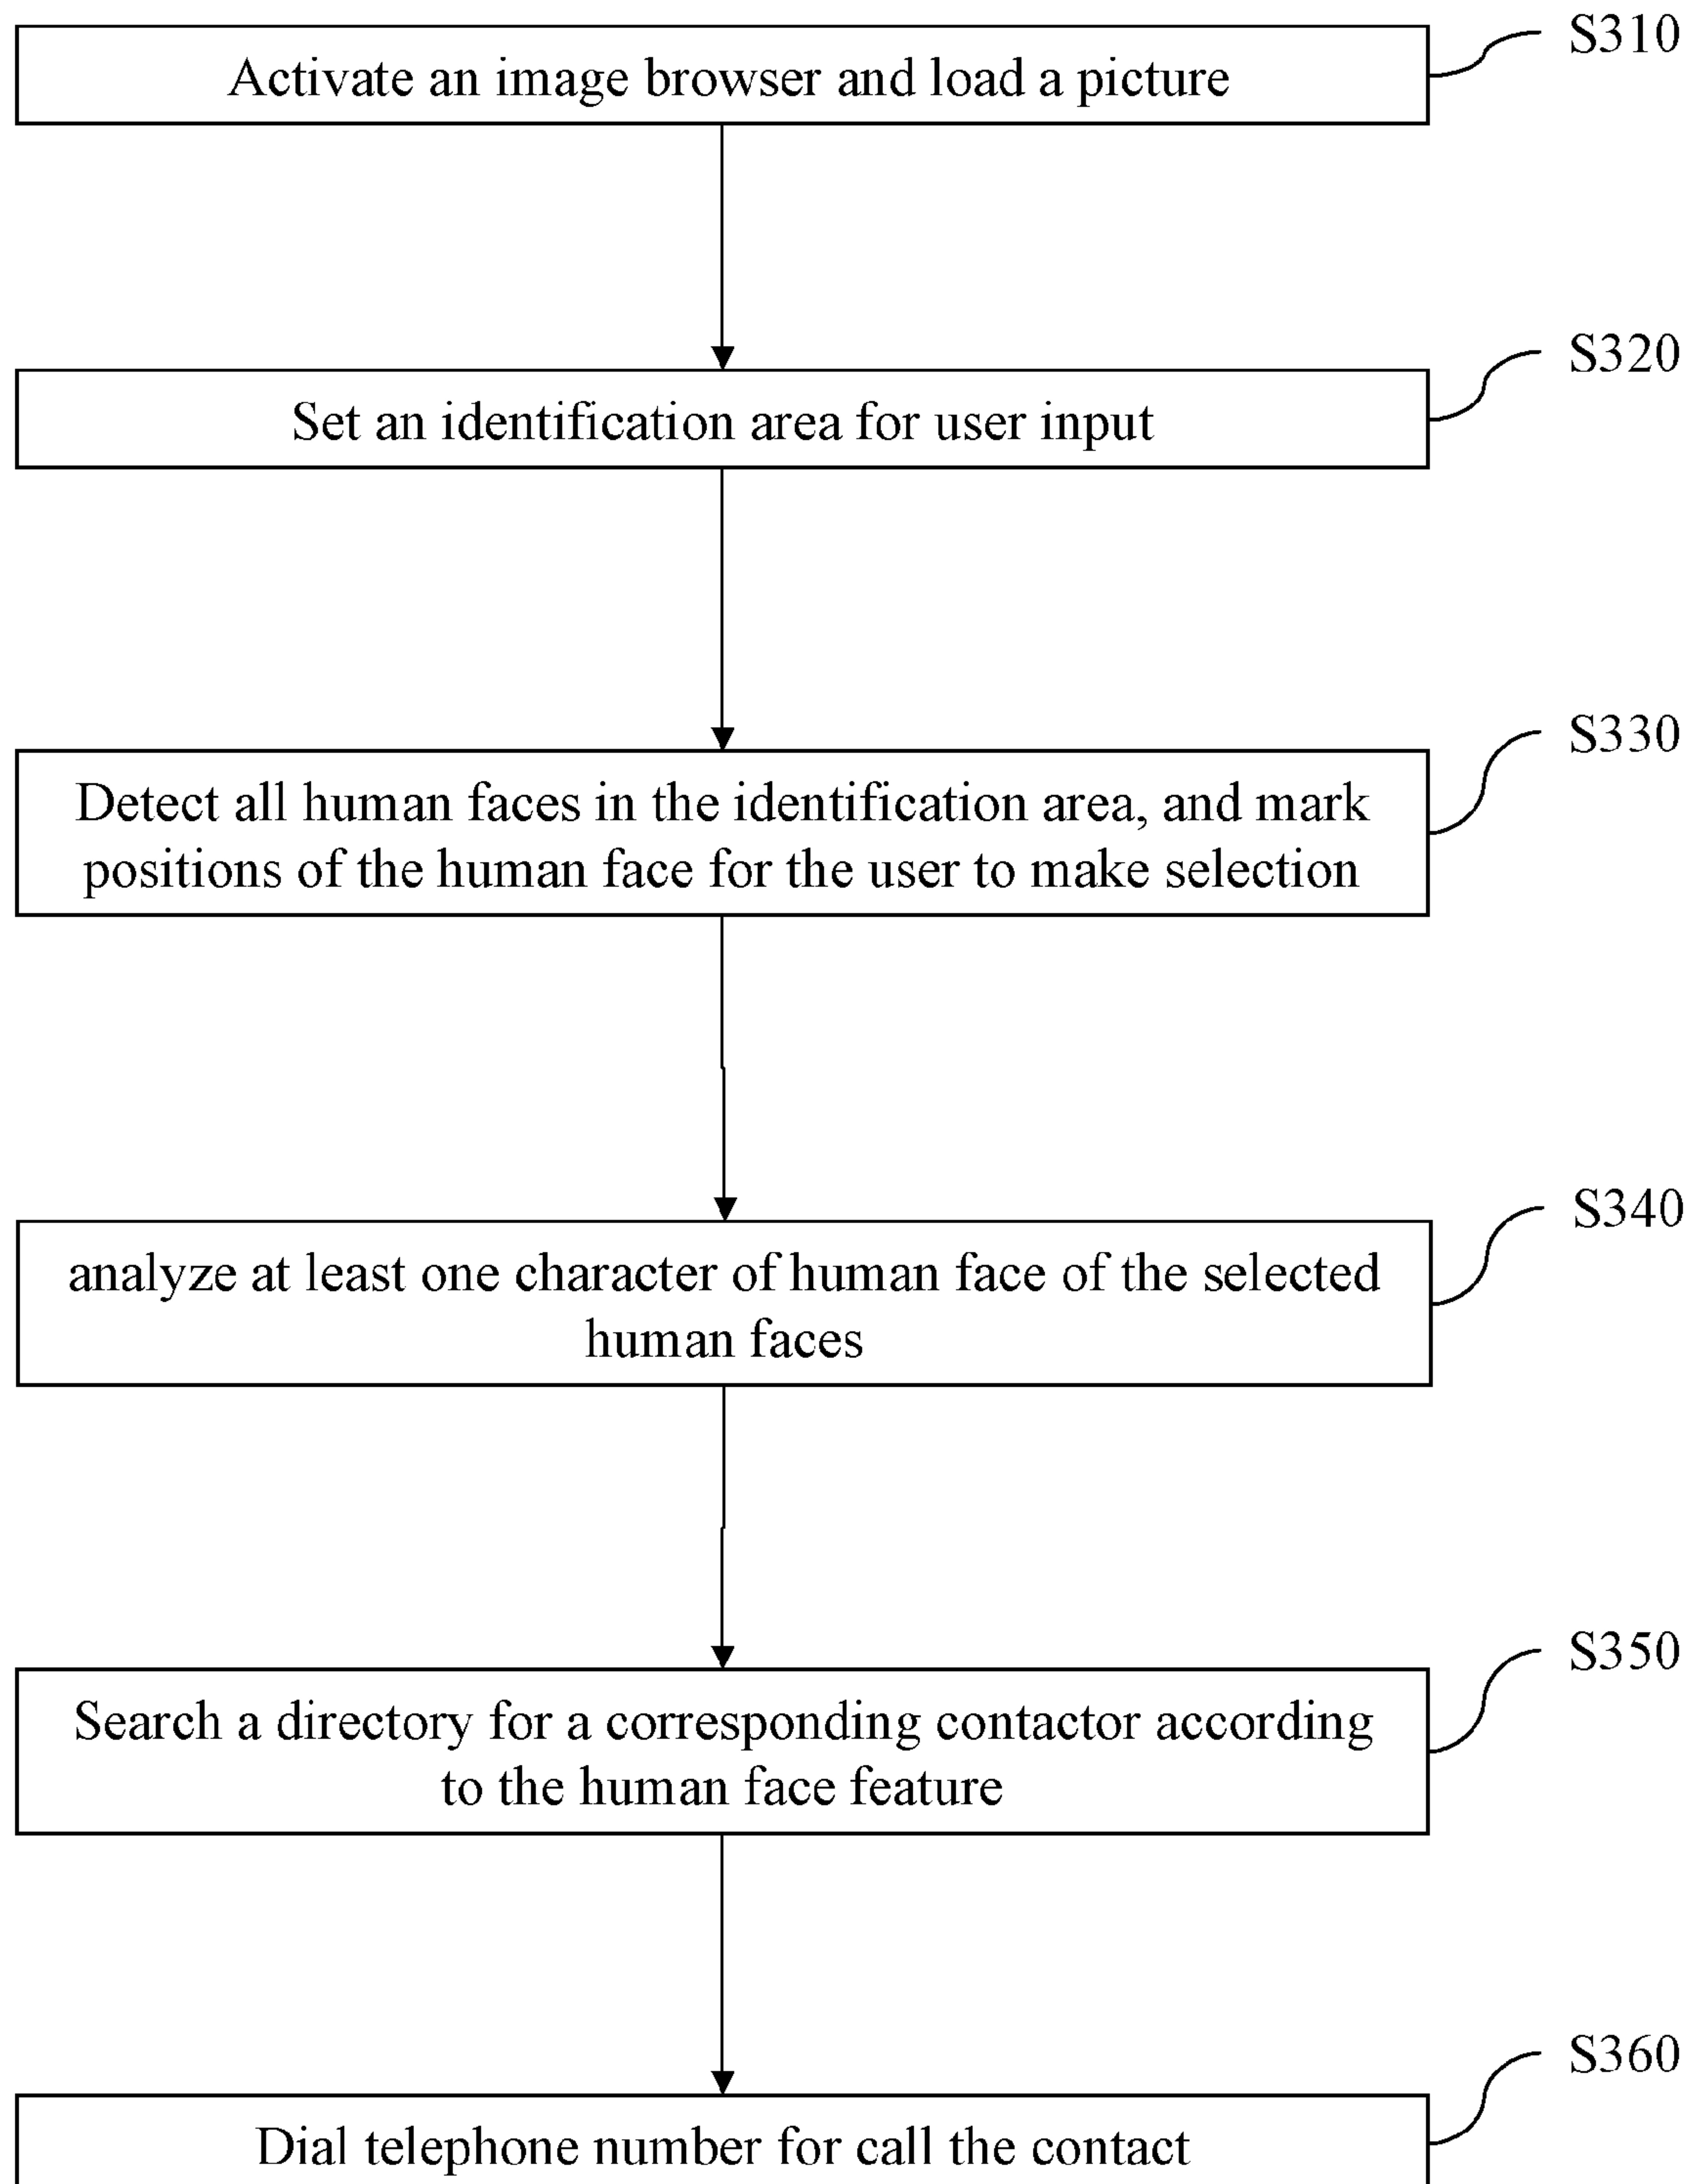 S310
Activate an image browser and load a picture
S320
Set an identification area for user input
S330
Detect all human faces in the identification area, and mark
positions of the human face for the user to make selection
S340
analyze at least one character of human face of the selected
human faces
S350
Search a directory for a corresponding contactor according
to the human face feature
S360
Dial telephone number for call the contact